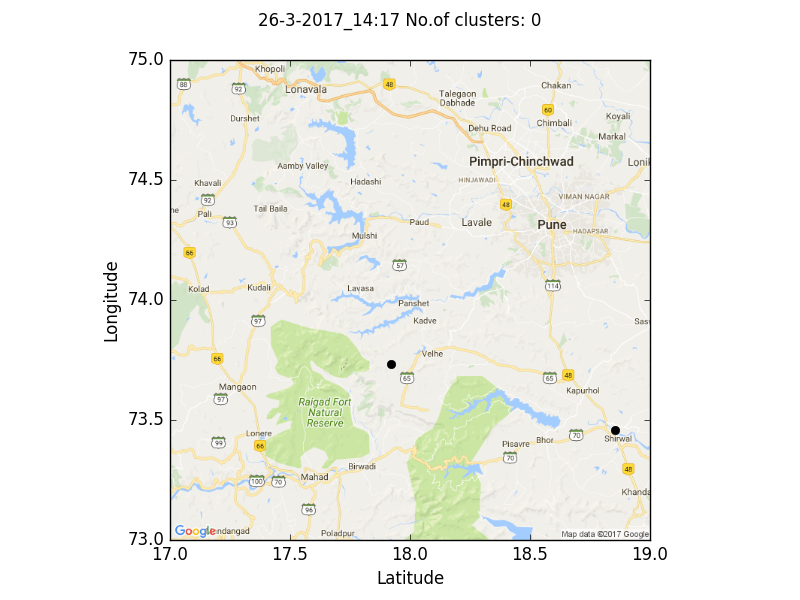 26-3-2017_14:17 No.of clusters: 0
75.0
74.5
74.0
73.5
73.0
Longitude
17.0
17.5
18.0
18.5
19.0
Latitude
Khopoli
88
92
Lonavala
48
Talegaon
Dabhade
Chakan
60
Chimbali
Koyali
Durshet
Dehu Road
Markal
Pimpri-Chinchwad
Aamby Valley
Lonik
HINJAWADI
Khavali
Hadashi
92
48
VIMAN NAGAR
Pali
Tail Baila
93
Paud
Lavale
Pune
HADAPSAR
Mulshi
66
57
Kolad
Kudali
Lavasa
114
Panshet
97
Kadve
Sas
66
Velhe
65
65
48
Mangaon
97
Kapurhol
Raigad Fort
Natural
Reserve
Lonere
99
66
70
Shirwal
Pisavre
Bhor
70
Birwadi
48
100
70
Mahad
Khanda
96
Google
andangad
Poladpur
Map data ©2017 Google